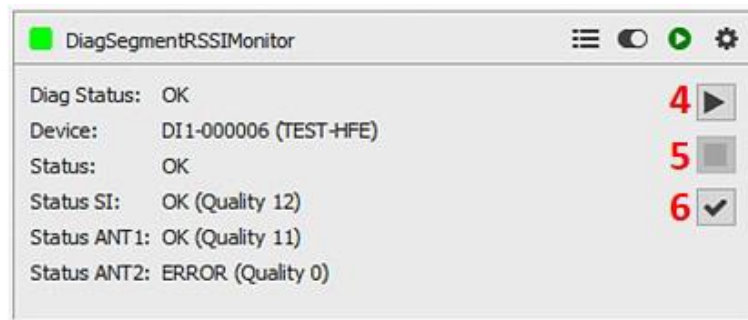 DiagSegmentRSSIMonitor
Diag Status: OK
4
Device: DI1-000006 (TEST-HFE)
Status: OK
5
Status SI: OK (Quality 12)
6
Status ANT1: OK (Quality 11)
Status ANT2: ERROR (Quality 0)